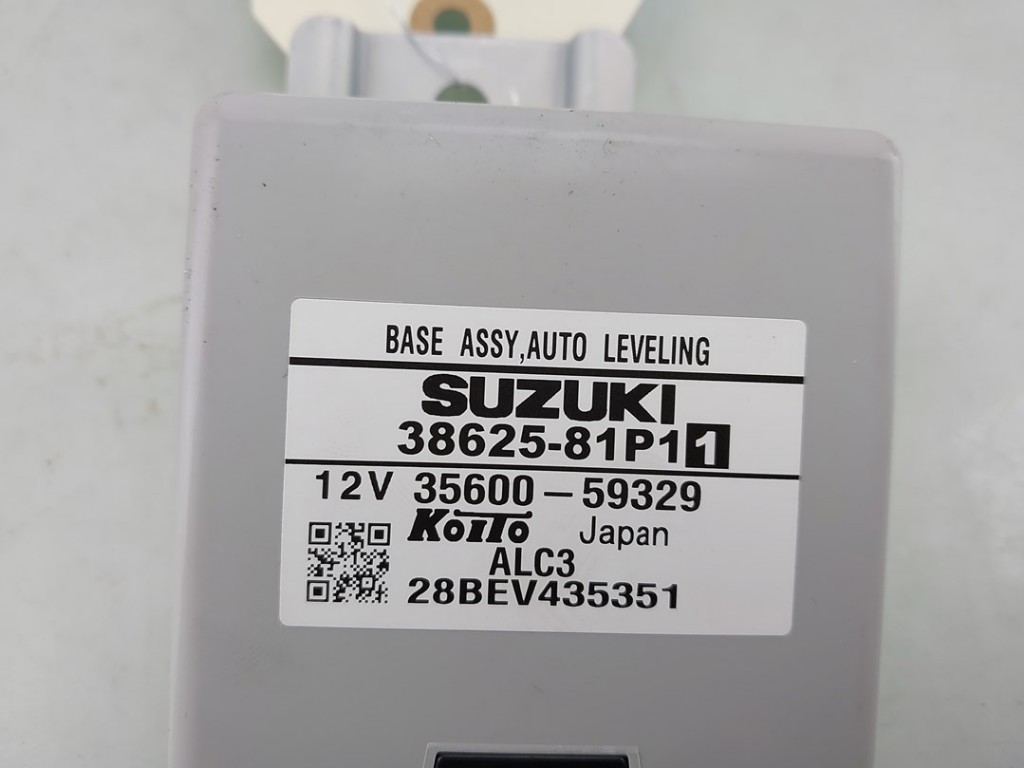 BASE ASSY,AUTO LEVELING
SUZUKI
38625-81P11
12V 35600-59329
KOITO Japan
ALC3
28BEV435351